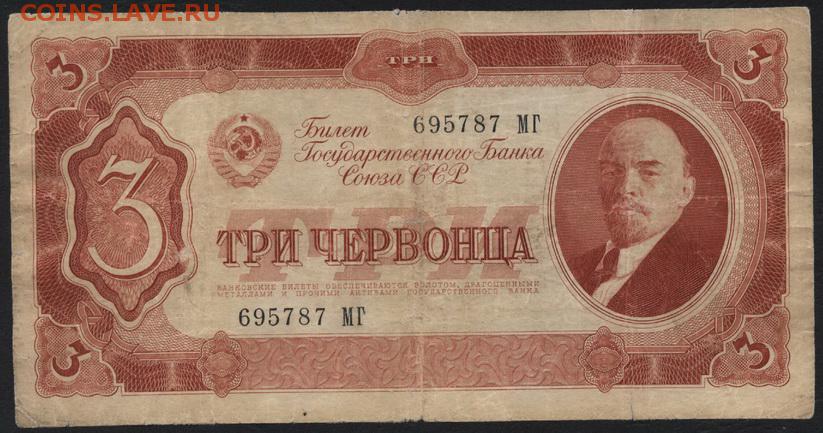 COINS.LAVE.РУ
3
ТРИ
3
Билет 695787 МГ
Государственного Банка
Союза ССР
3
ТРИ
ТРИ ЧЕРВОНЦА
БАНКОВСКИЕ БИЛЕТЫ ОБЕСПЕЧИВАЮТСЯ ЗОЛОТОМ, ДРАГОЦЕННЫМИ
МЕТАЛЛАМИ И ПРОЧИМИ АКТИВАМИ ГОСУДАРСТВЕННОГО БАНКА
695787 МГ
3
3